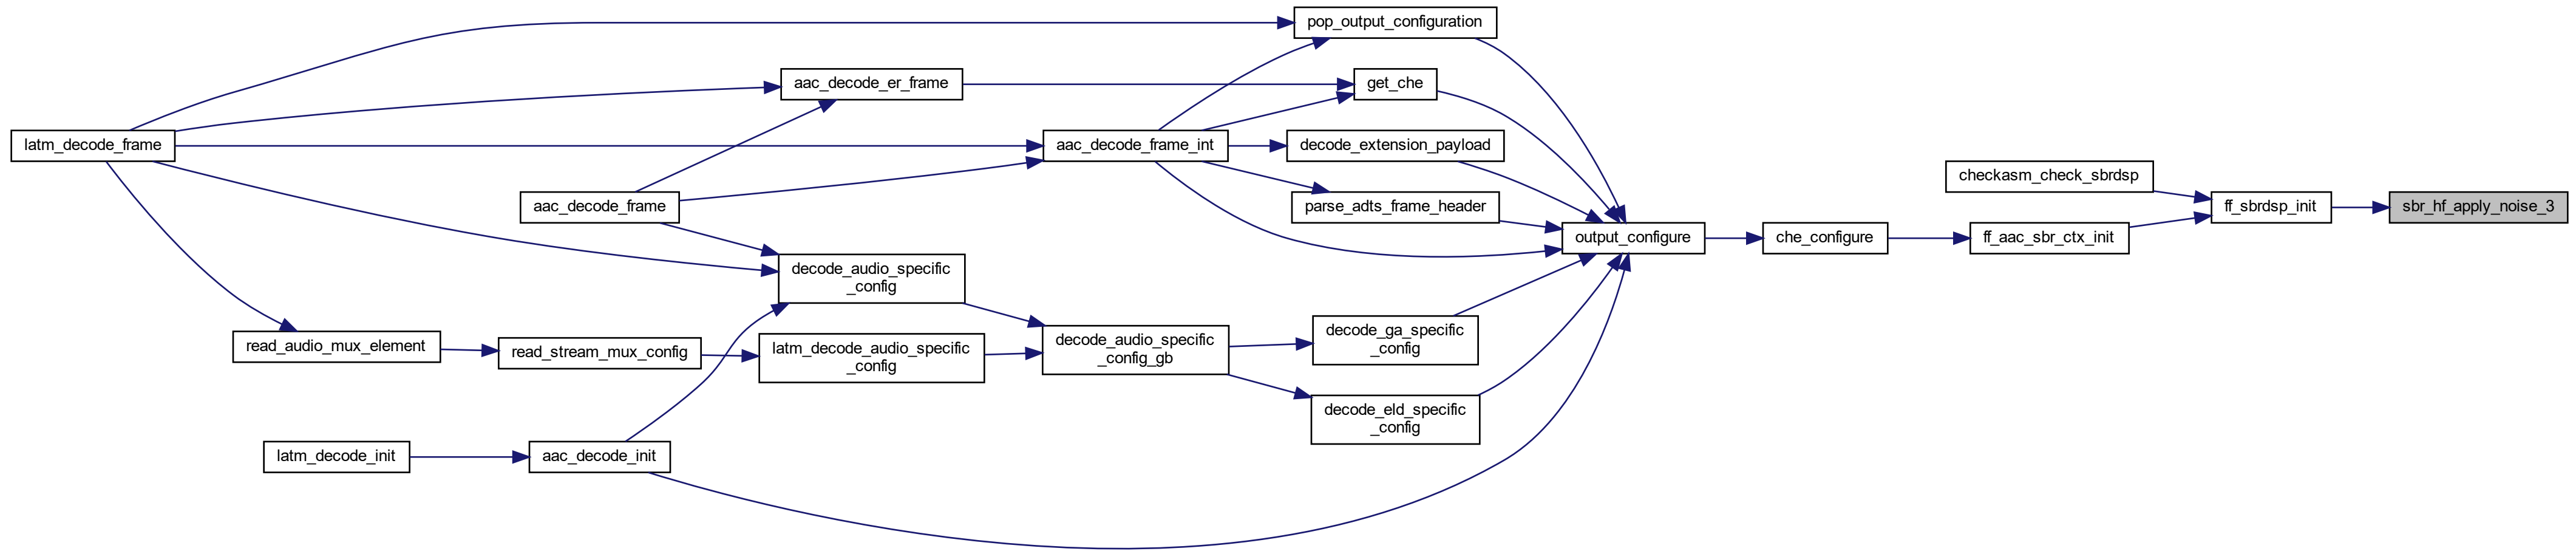 pop_output_configuration
aac_decode_er_frame
get_che
latm_decode_frame
aac_decode_frame_int
decode_extension_payload
checkasm_check_sbrdsp
aac_decode_frame
parse_adts_frame_header
ff_sbrdsp_init
sbr_hf_apply_noise_3
output_configure
che_configure
ff_aac_sbr_ctx_init
decode_audio_specific
_config
read_audio_mux_element
read_stream_mux_config
latm_decode_audio_specific
_config
decode_audio_specific
_config_gb
decode_ga_specific
_config
decode_eld_specific
_config
latm_decode_init
aac_decode_init